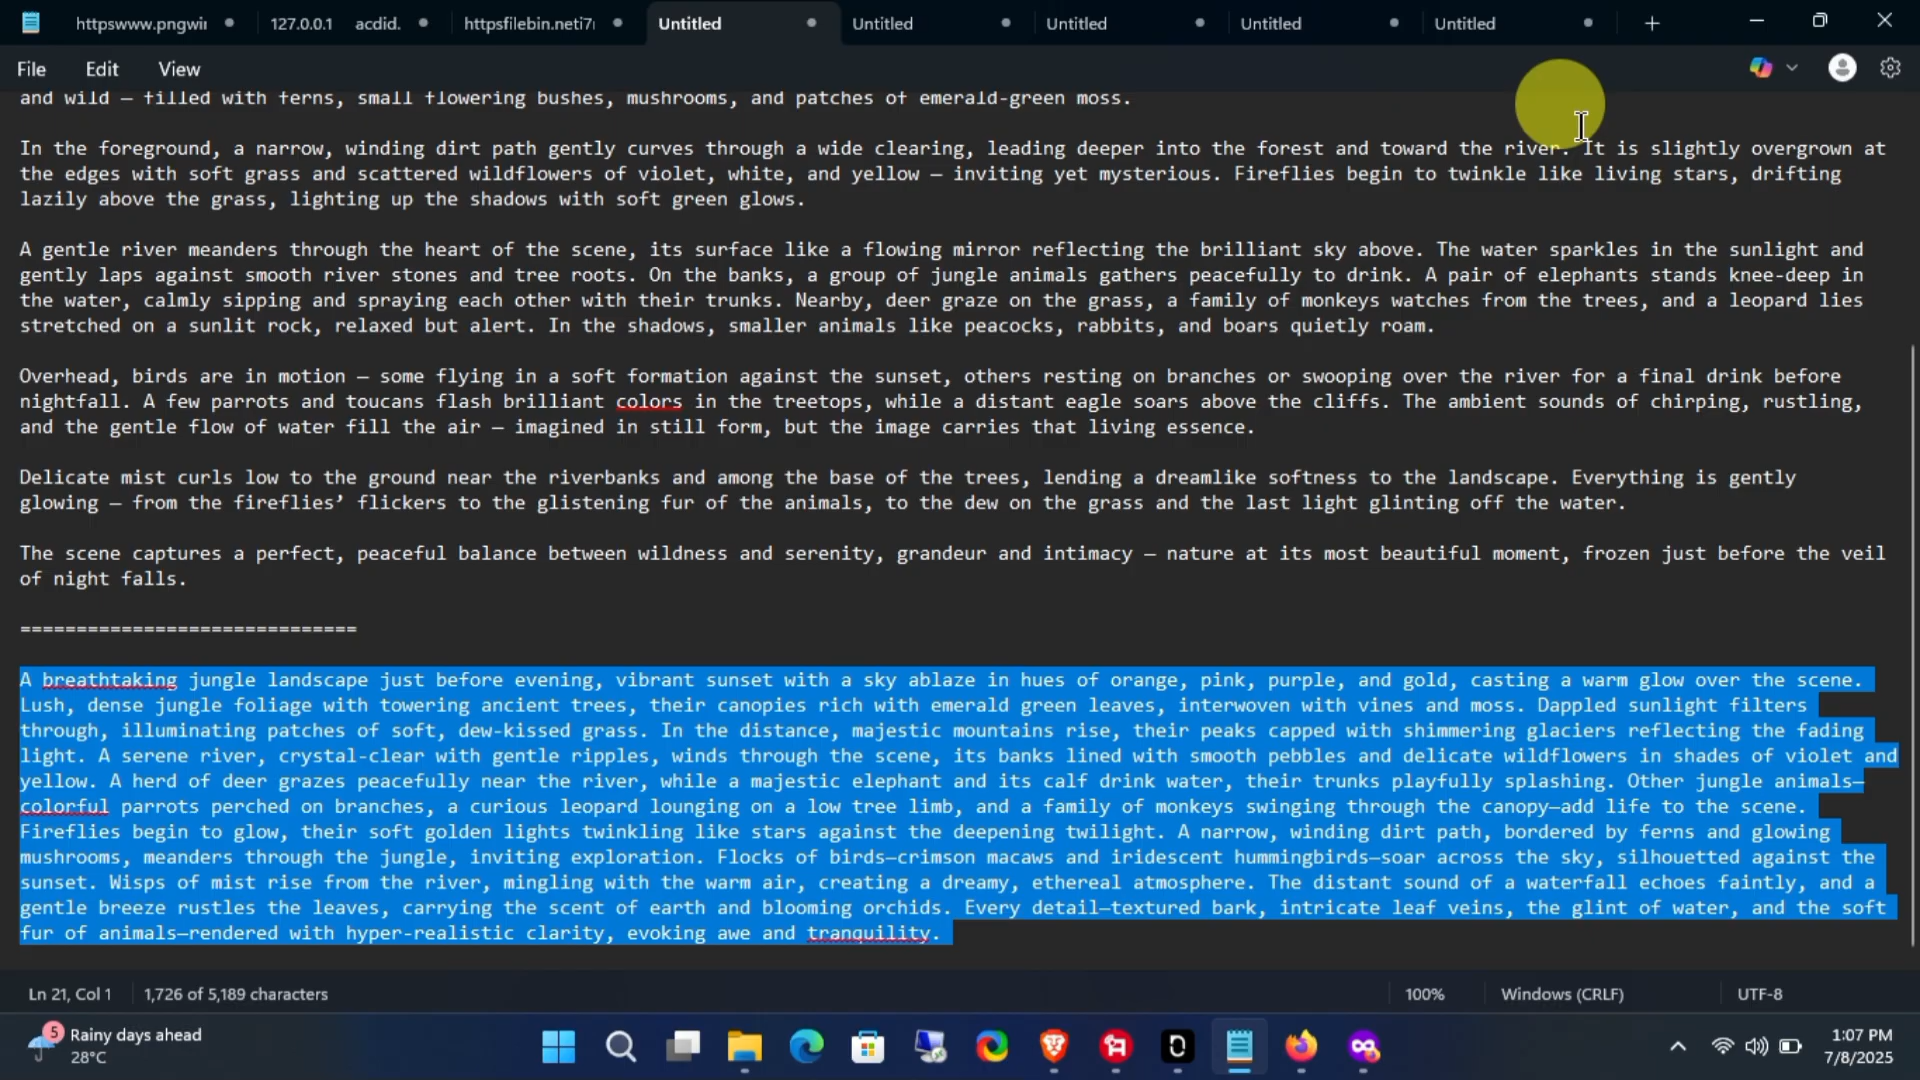 httpswww.pngwi
127.0.0.1 acdid.
httpsfilebin.neti7
Untitled
Untitled
Untitled
Untitled
Untitled
File
Edit
View
and wild – filled with ferns, small flowering bushes, mushrooms, and patches of emerald-green moss.
In the foreground, a narrow, winding dirt path gently curves through a wide clearing, leading deeper into the forest and toward the river. It is slightly overgrown at
the edges with soft grass and scattered wildflowers of violet, white, and yellow – inviting yet mysterious. Fireflies begin to twinkle like living stars, drifting
lazily above the grass, lighting up the shadows with soft green glows.
A gentle river meanders through the heart of the scene, its surface like a flowing mirror reflecting the brilliant sky above. The water sparkles in the sunlight and
gently laps against smooth river stones and tree roots. On the banks, a group of jungle animals gathers peacefully to drink. A pair of elephants stands knee-deep in
the water, calmly sipping and spraying each other with their trunks. Nearby, deer graze on the grass, a family of monkeys watches from the trees, and a leopard lies
stretched on a sunlit rock, relaxed but alert. In the shadows, smaller animals like peacocks, rabbits, and boars quietly roam.
Overhead, birds are in motion – some flying in a soft formation against the sunset, others resting on branches or swooping over the river for a final drink before
nightfall. A few parrots and toucans flash brilliant colors in the treetops, while a distant eagle soars above the cliffs. The ambient sounds of chirping, rustling,
and the gentle flow of water fill the air – imagined in still form, but the image carries that living essence.
Delicate mist curls low to the ground near the riverbanks and among the base of the trees, lending a dreamlike softness to the landscape. Everything is gently
glowing – from the fireflies’ flickers to the glistening fur of the animals, to the dew on the grass and the last light glinting off the water.
The scene captures a perfect, peaceful balance between wildness and serenity, grandeur and intimacy – nature at its most beautiful moment, frozen just before the veil
of night falls.
==============================
A breathtaking jungle landscape just before evening, vibrant sunset with a sky ablaze in hues of orange, pink, purple, and gold, casting a warm glow over the scene.
Lush, dense jungle foliage with towering ancient trees, their canopies rich with emerald green leaves, interwoven with vines and moss. Dappled sunlight filters
through, illuminating patches of soft, dew-kissed grass. In the distance, majestic mountains rise, their peaks capped with shimmering glaciers reflecting the fading
light. A serene river, crystal-clear with gentle ripples, winds through the scene, its banks lined with smooth pebbles and delicate wildflowers in shades of violet and
yellow. A herd of deer grazes peacefully near the river, while a majestic elephant and its calf drink water, their trunks playfully splashing. Other jungle animals–
colorful parrots perched on branches, a curious leopard lounging on a low tree limb, and a family of monkeys swinging through the canopy–add life to the scene.
Fireflies begin to glow, their soft golden lights twinkling like stars against the deepening twilight. A narrow, winding dirt path, bordered by ferns and glowing
mushrooms, meanders through the jungle, inviting exploration. Flocks of birds–crimson macaws and iridescent hummingbirds–soar across the sky, silhouetted against the
sunset. Wisps of mist rise from the river, mingling with the warm air, creating a dreamy, ethereal atmosphere. The distant sound of a waterfall echoes faintly, and a
gentle breeze rustles the leaves, carrying the scent of earth and blooming orchids. Every detail–textured bark, intricate leaf veins, the glint of water, and the soft
fur of animals–rendered with hyper-realistic clarity, evoking awe and tranquility.
Ln 21, Col 1
1,726 of 5,189 characters
100%
Windows (CRLF)
UTF-8
5
Rainy days ahead
28°C
1:07 PM
7/8/2025